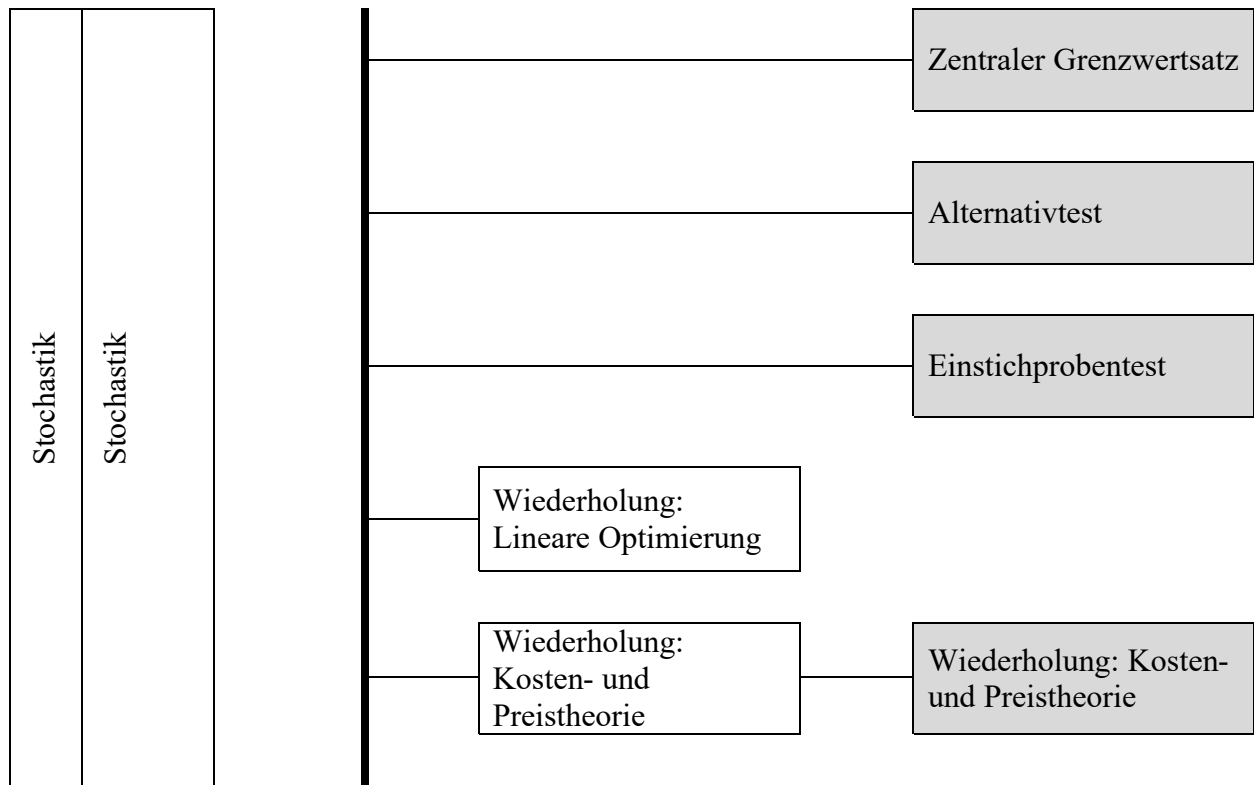 Stochastik
Stochastik
Zentraler Grenzwertsatz
Alternativtest
Einstichprobentest
Wiederholung:
Lineare Optimierung
Wiederholung:
Kosten- und
Preistheorie
Wiederholung: Kosten-
und Preistheorie